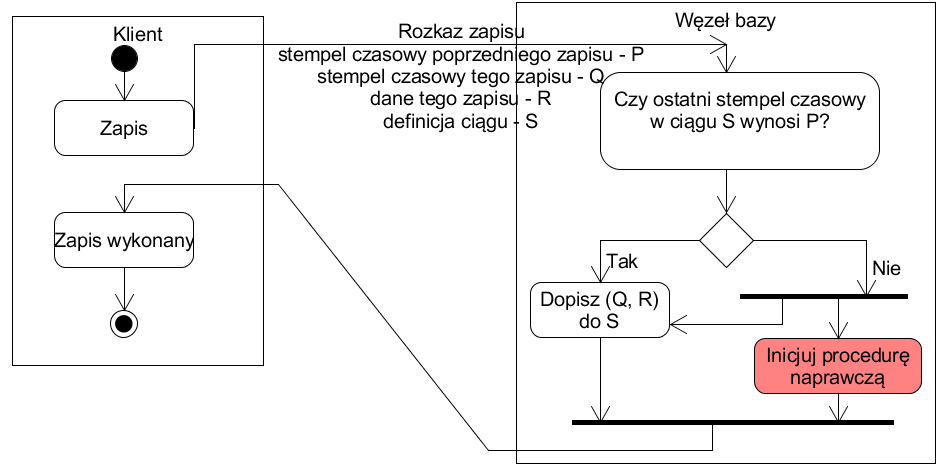 Klient
Zapis
Zapis wykonany
Rozkaz zapisu
stempel czasowy poprzedniego zapisu - P
stempel czasowy tego zapisu - Q
dane tego zapisu - R
definicja ciągu - S
Węzeł bazy
Czy ostatni stempel czasowy
w ciągu S wynosi P?
Tak
Nie
Dopisz (Q, R)
do S
Inicjuj procedurę
naprawczą